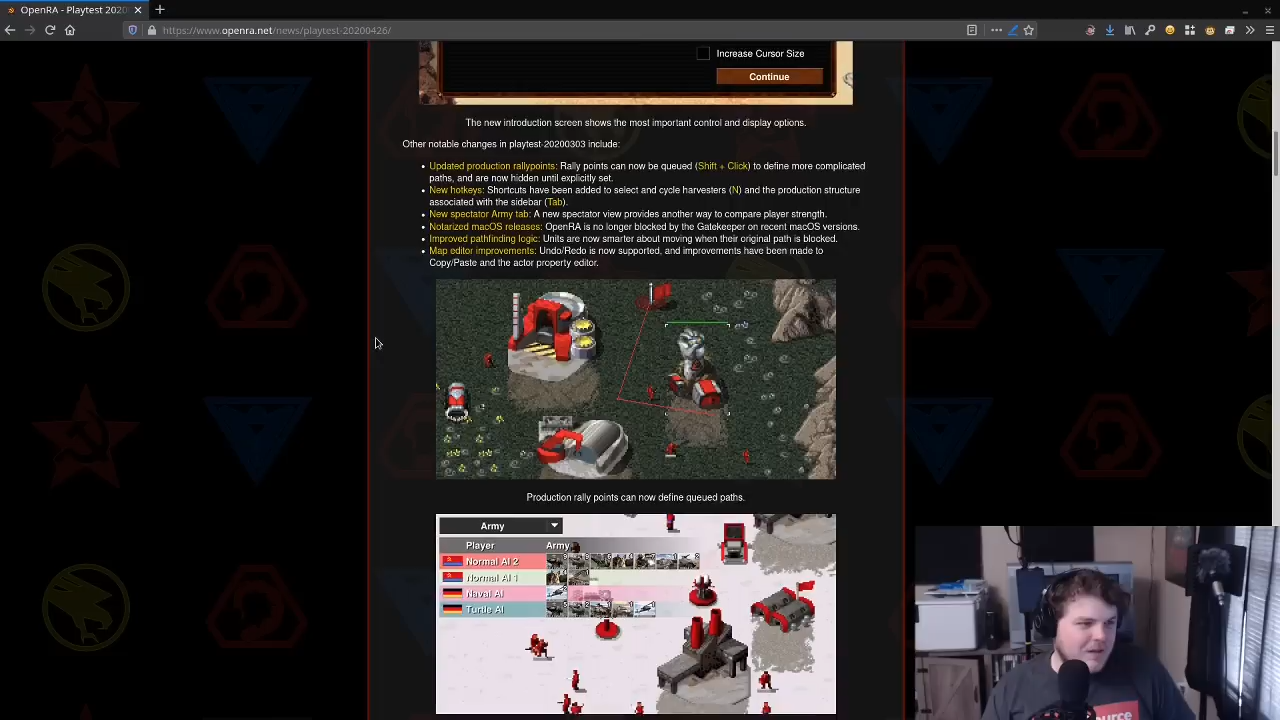 OpenRA - Playtest 2020
https://www.openra.net/news/playtest-20200426/
Increase Cursor Size
Continue
The new introduction screen shows the most important control and display options.
Other notable changes in playtest-20200303 include:
Updated production rallypoints: Rally points can now be queued (Shift + Click) to define more complicated
paths, and are now hidden until explicitly set.
New hotkeys: Shortcuts have been added to select and cycle harvesters (N) and the production structure
associated with the sidebar (Tab).
New spectator Army tab: A new spectator view provides another way to compare player strength.
Notarized macOS releases: OpenRA is no longer blocked by the Gatekeeper on recent macOS versions.
Improved pathfinding logic: Units are now smarter about moving when their original path is blocked.
Map editor improvements: Undo/Redo is now supported, and improvements have been made to
Copy/Paste and the actor property editor.
Production rally points can now define queued paths.
Army
Player Army
Normal AI 2
Normal AI 1
Naval AI
Turtle AI